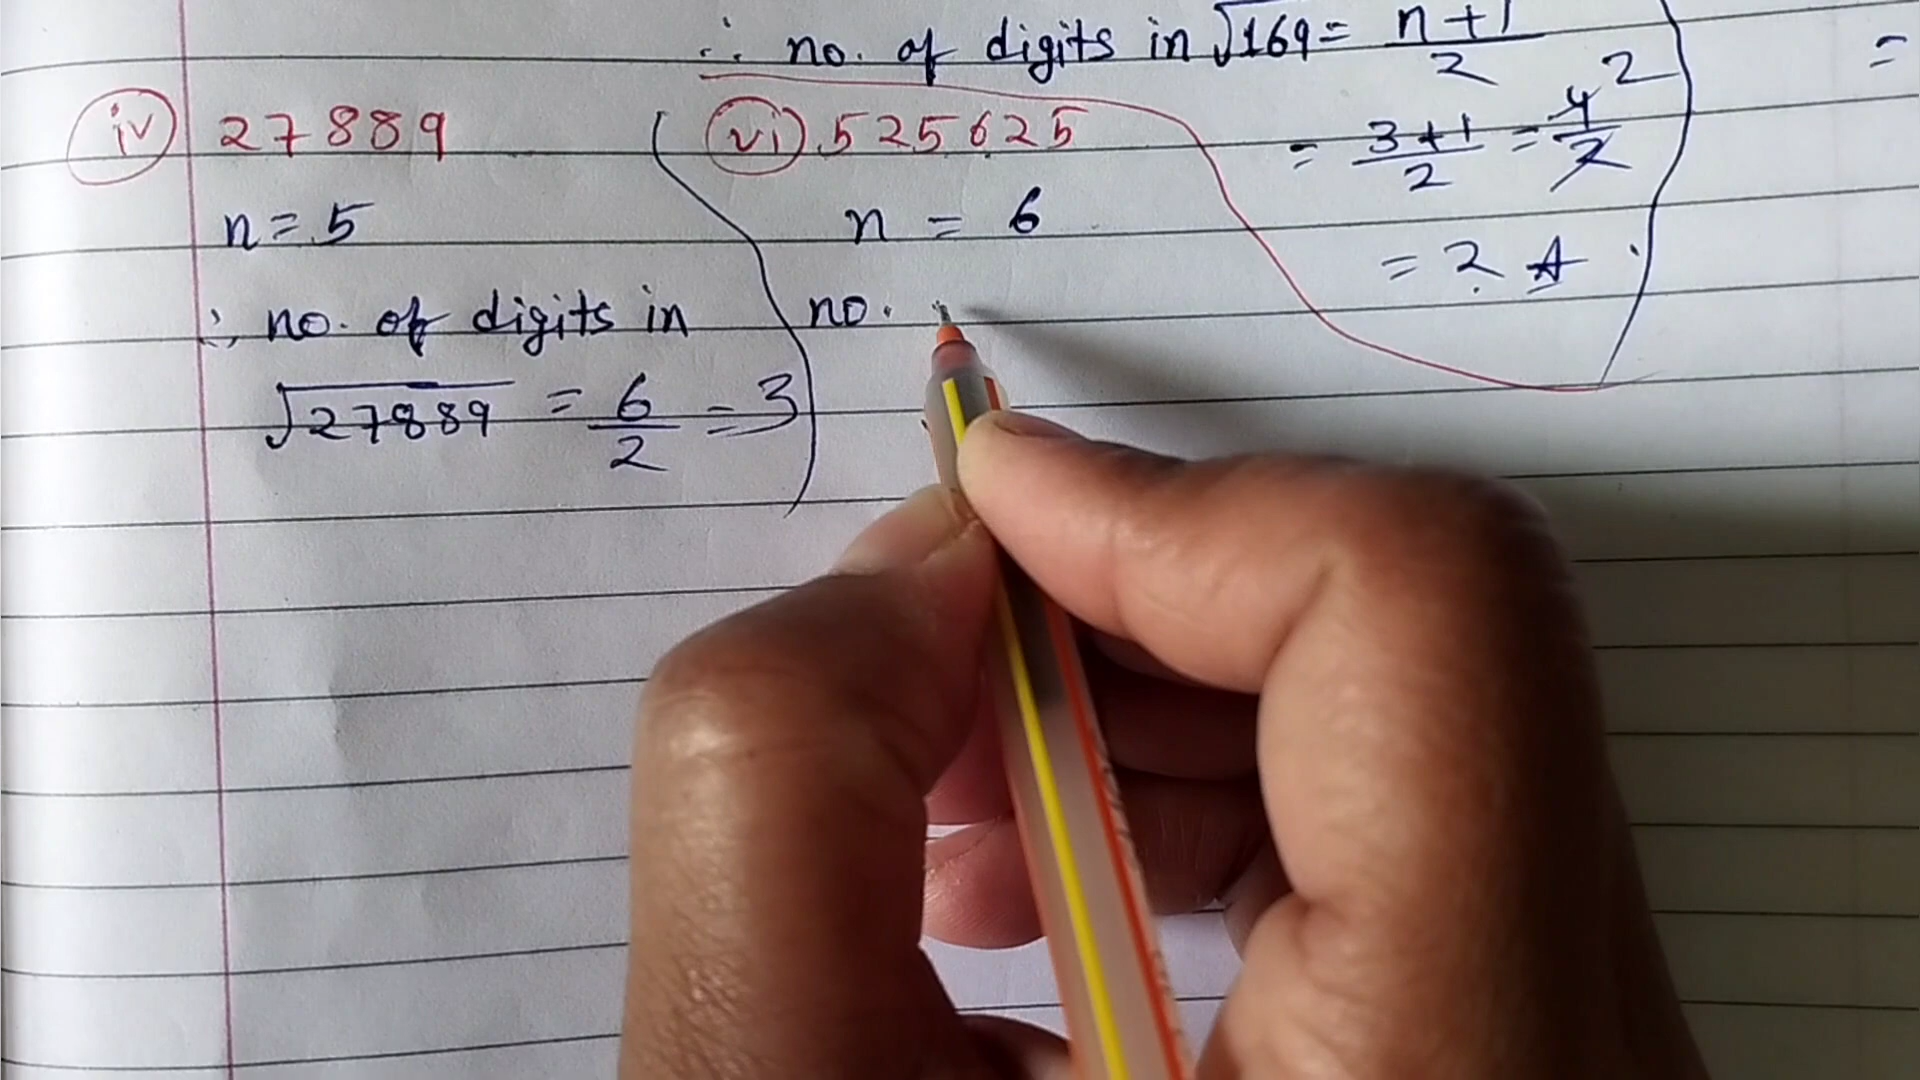 ∴ no. of digits in √169 = n+1/2
= 3+1/2 = 4/2 2
= 2 A
=
iv 27889
n = 5
∴ no. of digits in
√27889 = 6/2 = 3
vi 525625
n = 6
no.